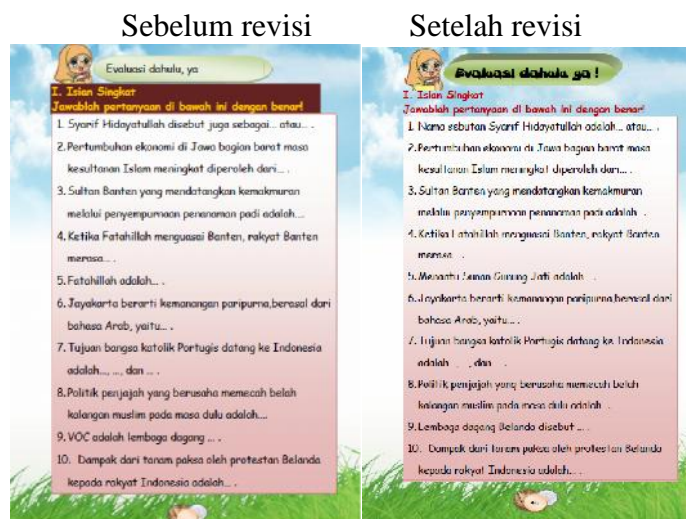 Sebelum revisi
Setelah revisi
Evaluasi dahulu, ya
I. Isian Singkat
Jawablah pertanyaan di bawah ini dengan benar!
1. Syarif Hidayatullah disebut juga sebagai... atau... .
2.Pertumbuhan ekonomi di Jawa bagian barat masa
kesultanan Islam meningkat diperoleh dari... .
3. Sultan Banten yang mendatangkan kemakmuran
melalui penyempurnaan penanaman padi adalah....
4. Ketika Fatahillah menguasai Banten, rakyat Banten
merasa... .
5. Fatahillah adalah... .
6. Jayakarta berarti kemanangan paripurna,berasal dari
bahasa Arab, yaitu... .
7. Tujuan bangsa katolik Portugis datang ke Indonesia
adalah..., ..., dan ... .
8.Politik penjajah yang berusaha memecah belah
kalangan muslim pada masa dulu adalah....
9. VOC adalah lembaga dagang ... .
10. Dampak dari tanam paksa oleh protestan Belanda
kepada rakyat Indonesia adalah... .
Evaluasi dahulu ya !
I. Isian Singkat
Jawablah pertanyaan di bawah ini dengan benar!
1. Nama sebutan Syarif Hidayatullah adalah... atau... .
2.Pertumbuhan ekonomi di Jawa bagian barat masa
kesultanan Islam meningkat diperoleh dari... .
3. Sultan Banten yang mendatangkan kemakmuran
melalui penyempurnaan penanaman padi adalah .
4. Ketika Fatahillah menguasai Banten, rakyat Banten
merasa .
5. Menantu Sunan Gunung Jati adalah .
6. Jayakarta berarti kemanangan paripurna,berasal dari
bahasa Arab, yaitu... .
7. Tujuan bangsa katolik Portugis datang ke Indonesia
adalah , , dan .
8.Politik penjajah yang berusaha memecah belah
kalangan muslim pada masa dulu adalah .
9. Lembaga dagang Belanda disebut ... .
10. Dampak dari tanam paksa oleh protestan Belanda
kepada rakyat Indonesia adalah... .